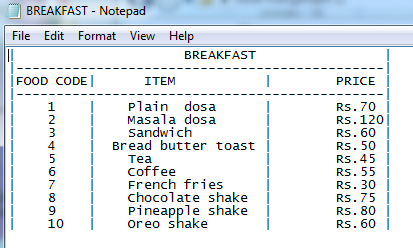 BREAKFAST - Notepad
File Edit Format View Help
| BREAKFAST |
|FOOD CODE| ITEM | PRICE |
| 1 | Plain dosa | Rs.70 |
| 2 | Masala dosa | Rs.120|
| 3 | Sandwich | Rs.60 |
| 4 | Bread butter toast | Rs.50 |
| 5 | Tea | Rs.45 |
| 6 | Coffee | Rs.55 |
| 7 | French fries | Rs.30 |
| 8 | Chocolate shake | Rs.75 |
| 9 | Pineapple shake | Rs.80 |
| 10 | Oreo shake | Rs.60 |